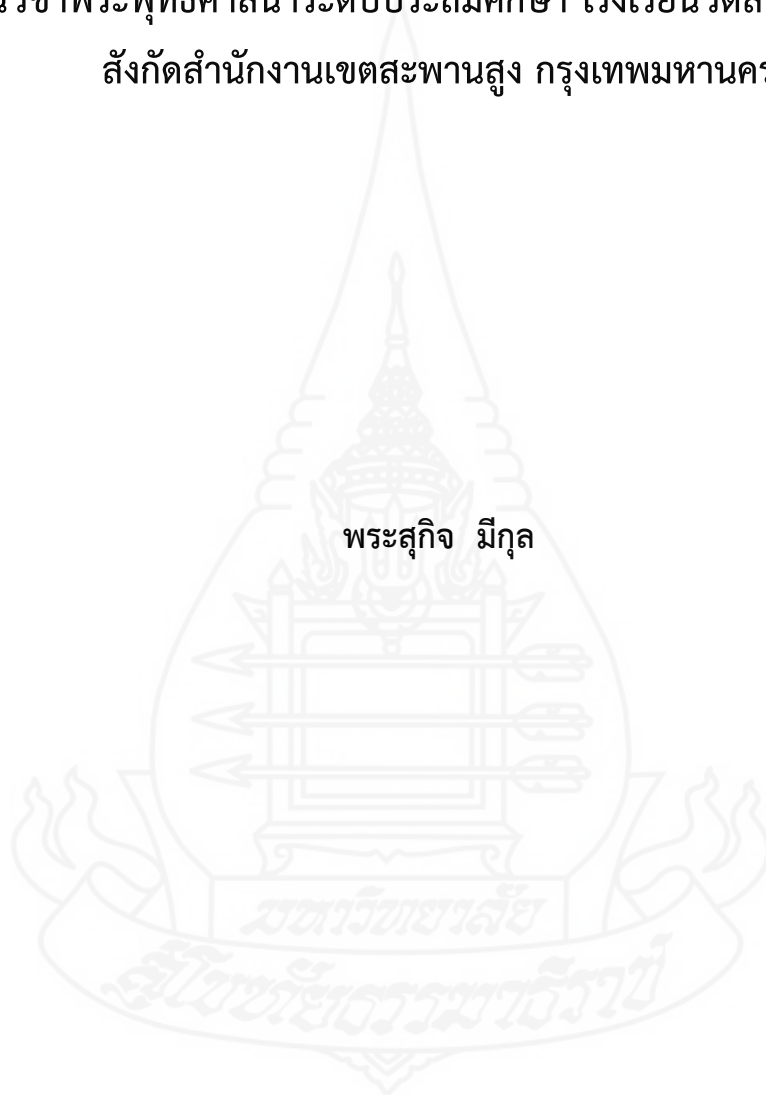 วิชาพระพุทธศาสนาระดับประถมศึกษา โรงเรียนวัด
สังกัดสำนักงานเขตสะพานสูง กรุงเทพมหานคร
พระสุกิจ มีกุล
มหาวิทยาลัย
สุโขทัยธรรมาธิราช